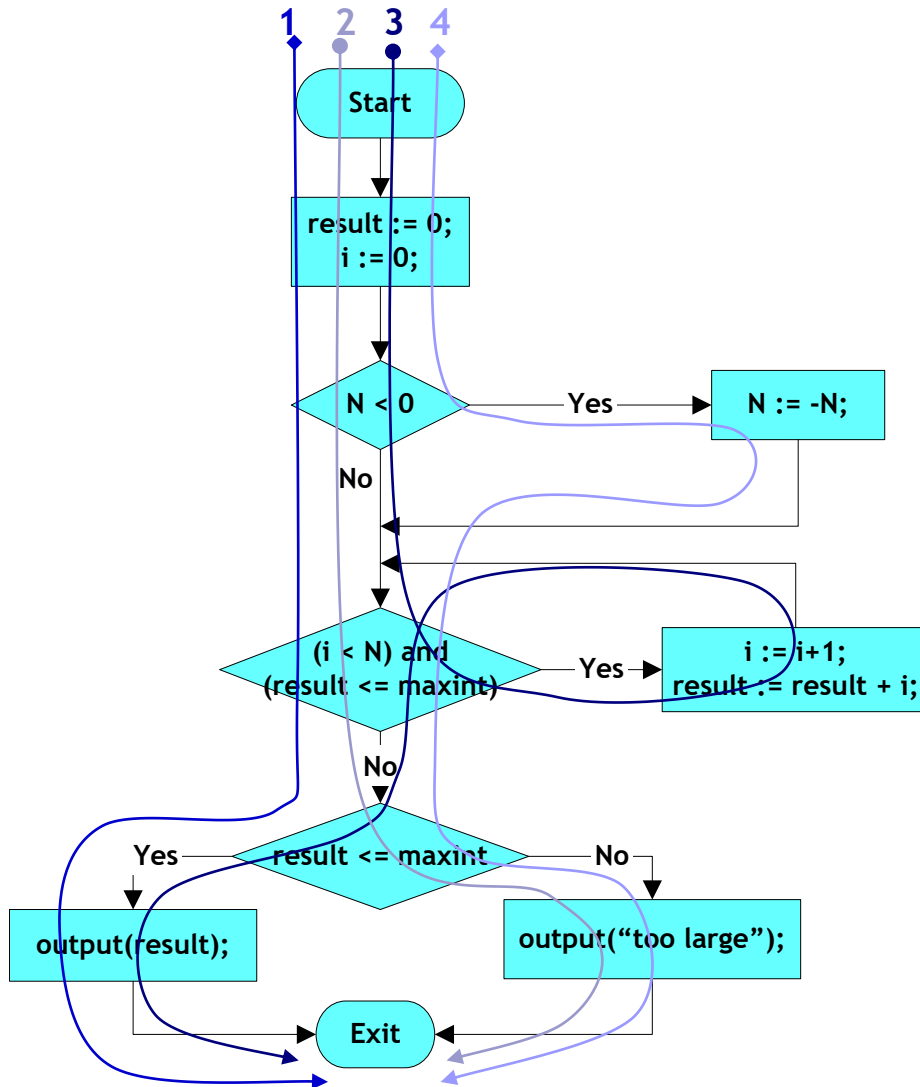 1 2 3 4
Start
result := 0;
i := 0;
N < 0
Yes
N := -N;
No
(i < N) and
(result <= maxint)
Yes
i := i+1;
result := result + i;
No
result <= maxint
Yes
No
output(result);
output(“too large”);
Exit